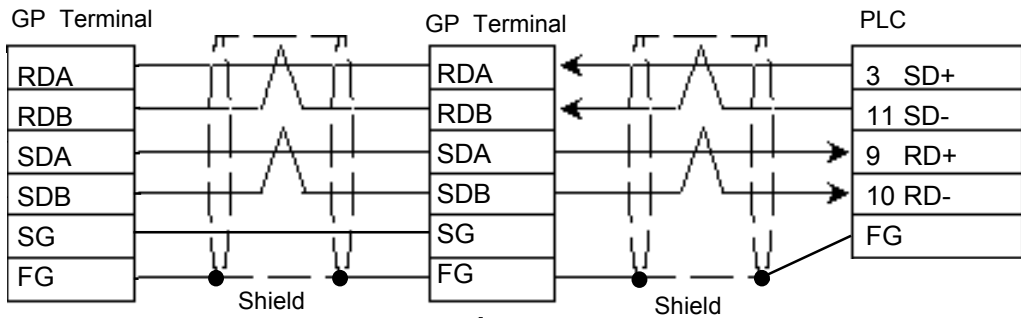 GP Terminal GP Terminal PLC
RDA RDA 3 SD+
RDB RDB 11 SD-
SDA SDA 9 RD+
SDB SDB 10 RD-
SG SG FG
FG FG
Shield Shield